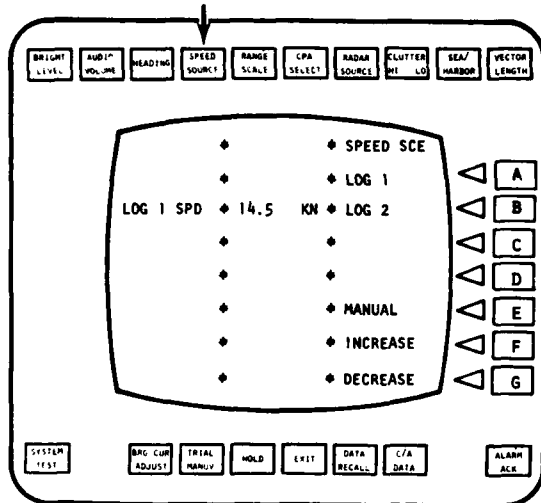 BRIGHT LEVEL
AUDIO VOLUME
HEADING
SPEED SOURCE
RANGE SCALE
CPA SELECT
RADAR SOURCE
CLUTTER HI LO
SEA/ HARBOR
VECTOR LENGTH
SPEED SCE
LOG 1
A
LOG 1 SPD 14.5 KN LOG 2
B
C
D
MANUAL
E
INCREASE
F
DECREASE
G
SYSTEM TEST
BRG CUR ADJUST
TRIAL MANUV
HOLD
EXIT
DATA RECALL
C/A DATA
ALARM ACK